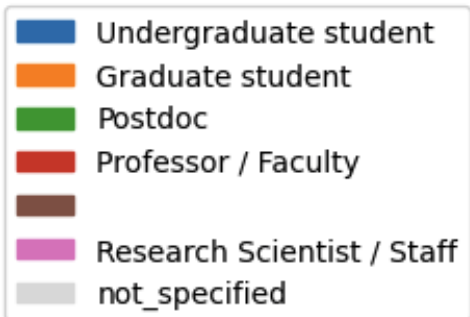 Undergraduate student
Graduate student
Postdoc
Professor / Faculty
Research Scientist / Staff
not_specified